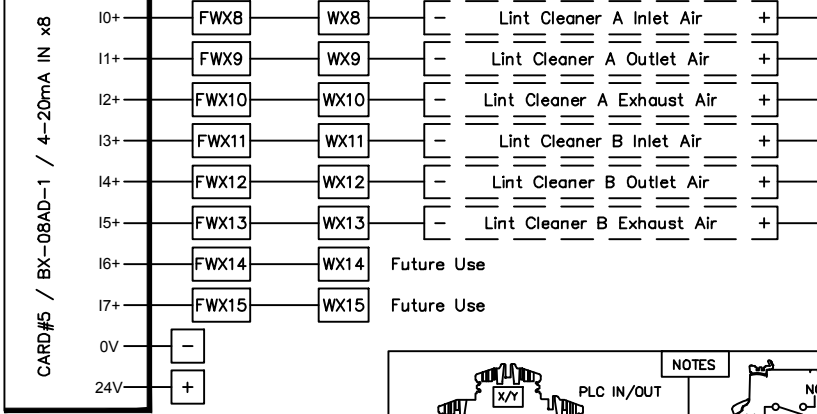 CARD#5 / BX-08AD-1 / 4-20mA IN x8
I0+ FWX8 WX8 - Lint Cleaner A Inlet Air +
I1+ FWX9 WX9 - Lint Cleaner A Outlet Air +
I2+ FWX10 WX10 - Lint Cleaner A Exhaust Air +
I3+ FWX11 WX11 - Lint Cleaner B Inlet Air +
I4+ FWX12 WX12 - Lint Cleaner B Outlet Air +
I5+ FWX13 WX13 - Lint Cleaner B Exhaust Air +
I6+ FWX14 WX14 Future Use
I7+ FWX15 WX15 Future Use
0V -
24V +
NOTES
X/Y PLC IN/OUT